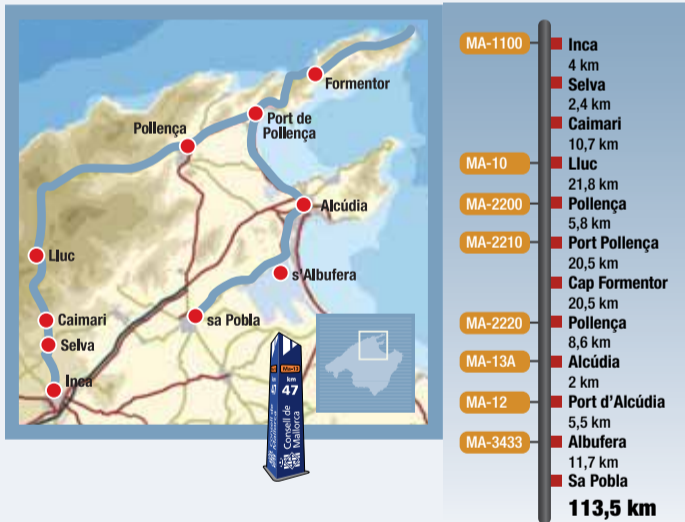 Formentor
Port de
Pollença
Pollença
Alcúdia
Lluc
s'Albufera
sa Pobla
Caimari
Selva
Inca
Ma-13
km
47
Consell de
Mallorca
MA-1100
Inca
4 km
Selva
2,4 km
Caimari
10,7 km
MA-10
Lluc
21,8 km
MA-2200
Pollença
5,8 km
MA-2210
Port Pollença
20,5 km
Cap Formentor
20,5 km
MA-2220
Pollença
8,6 km
MA-13A
Alcúdia
2 km
MA-12
Port d'Alcúdia
5,5 km
MA-3433
Albufera
11,7 km
Sa Pobla
113,5 km